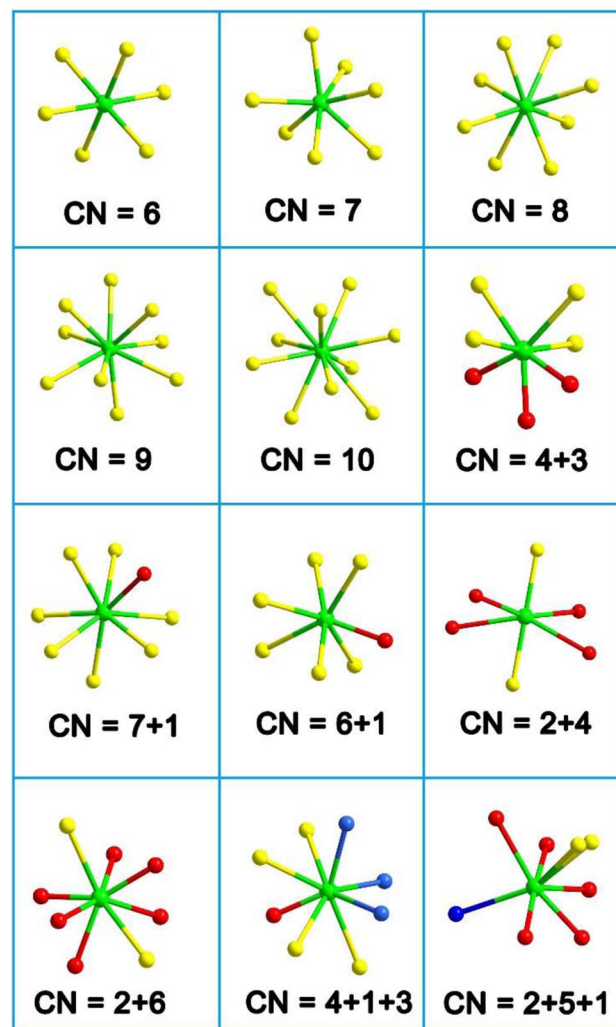 CN = 6
CN = 7
CN = 8
CN = 9
CN = 10
CN = 4+3
CN = 7+1
CN = 6+1
CN = 2+4
CN = 2+6
CN = 4+1+3
CN = 2+5+1